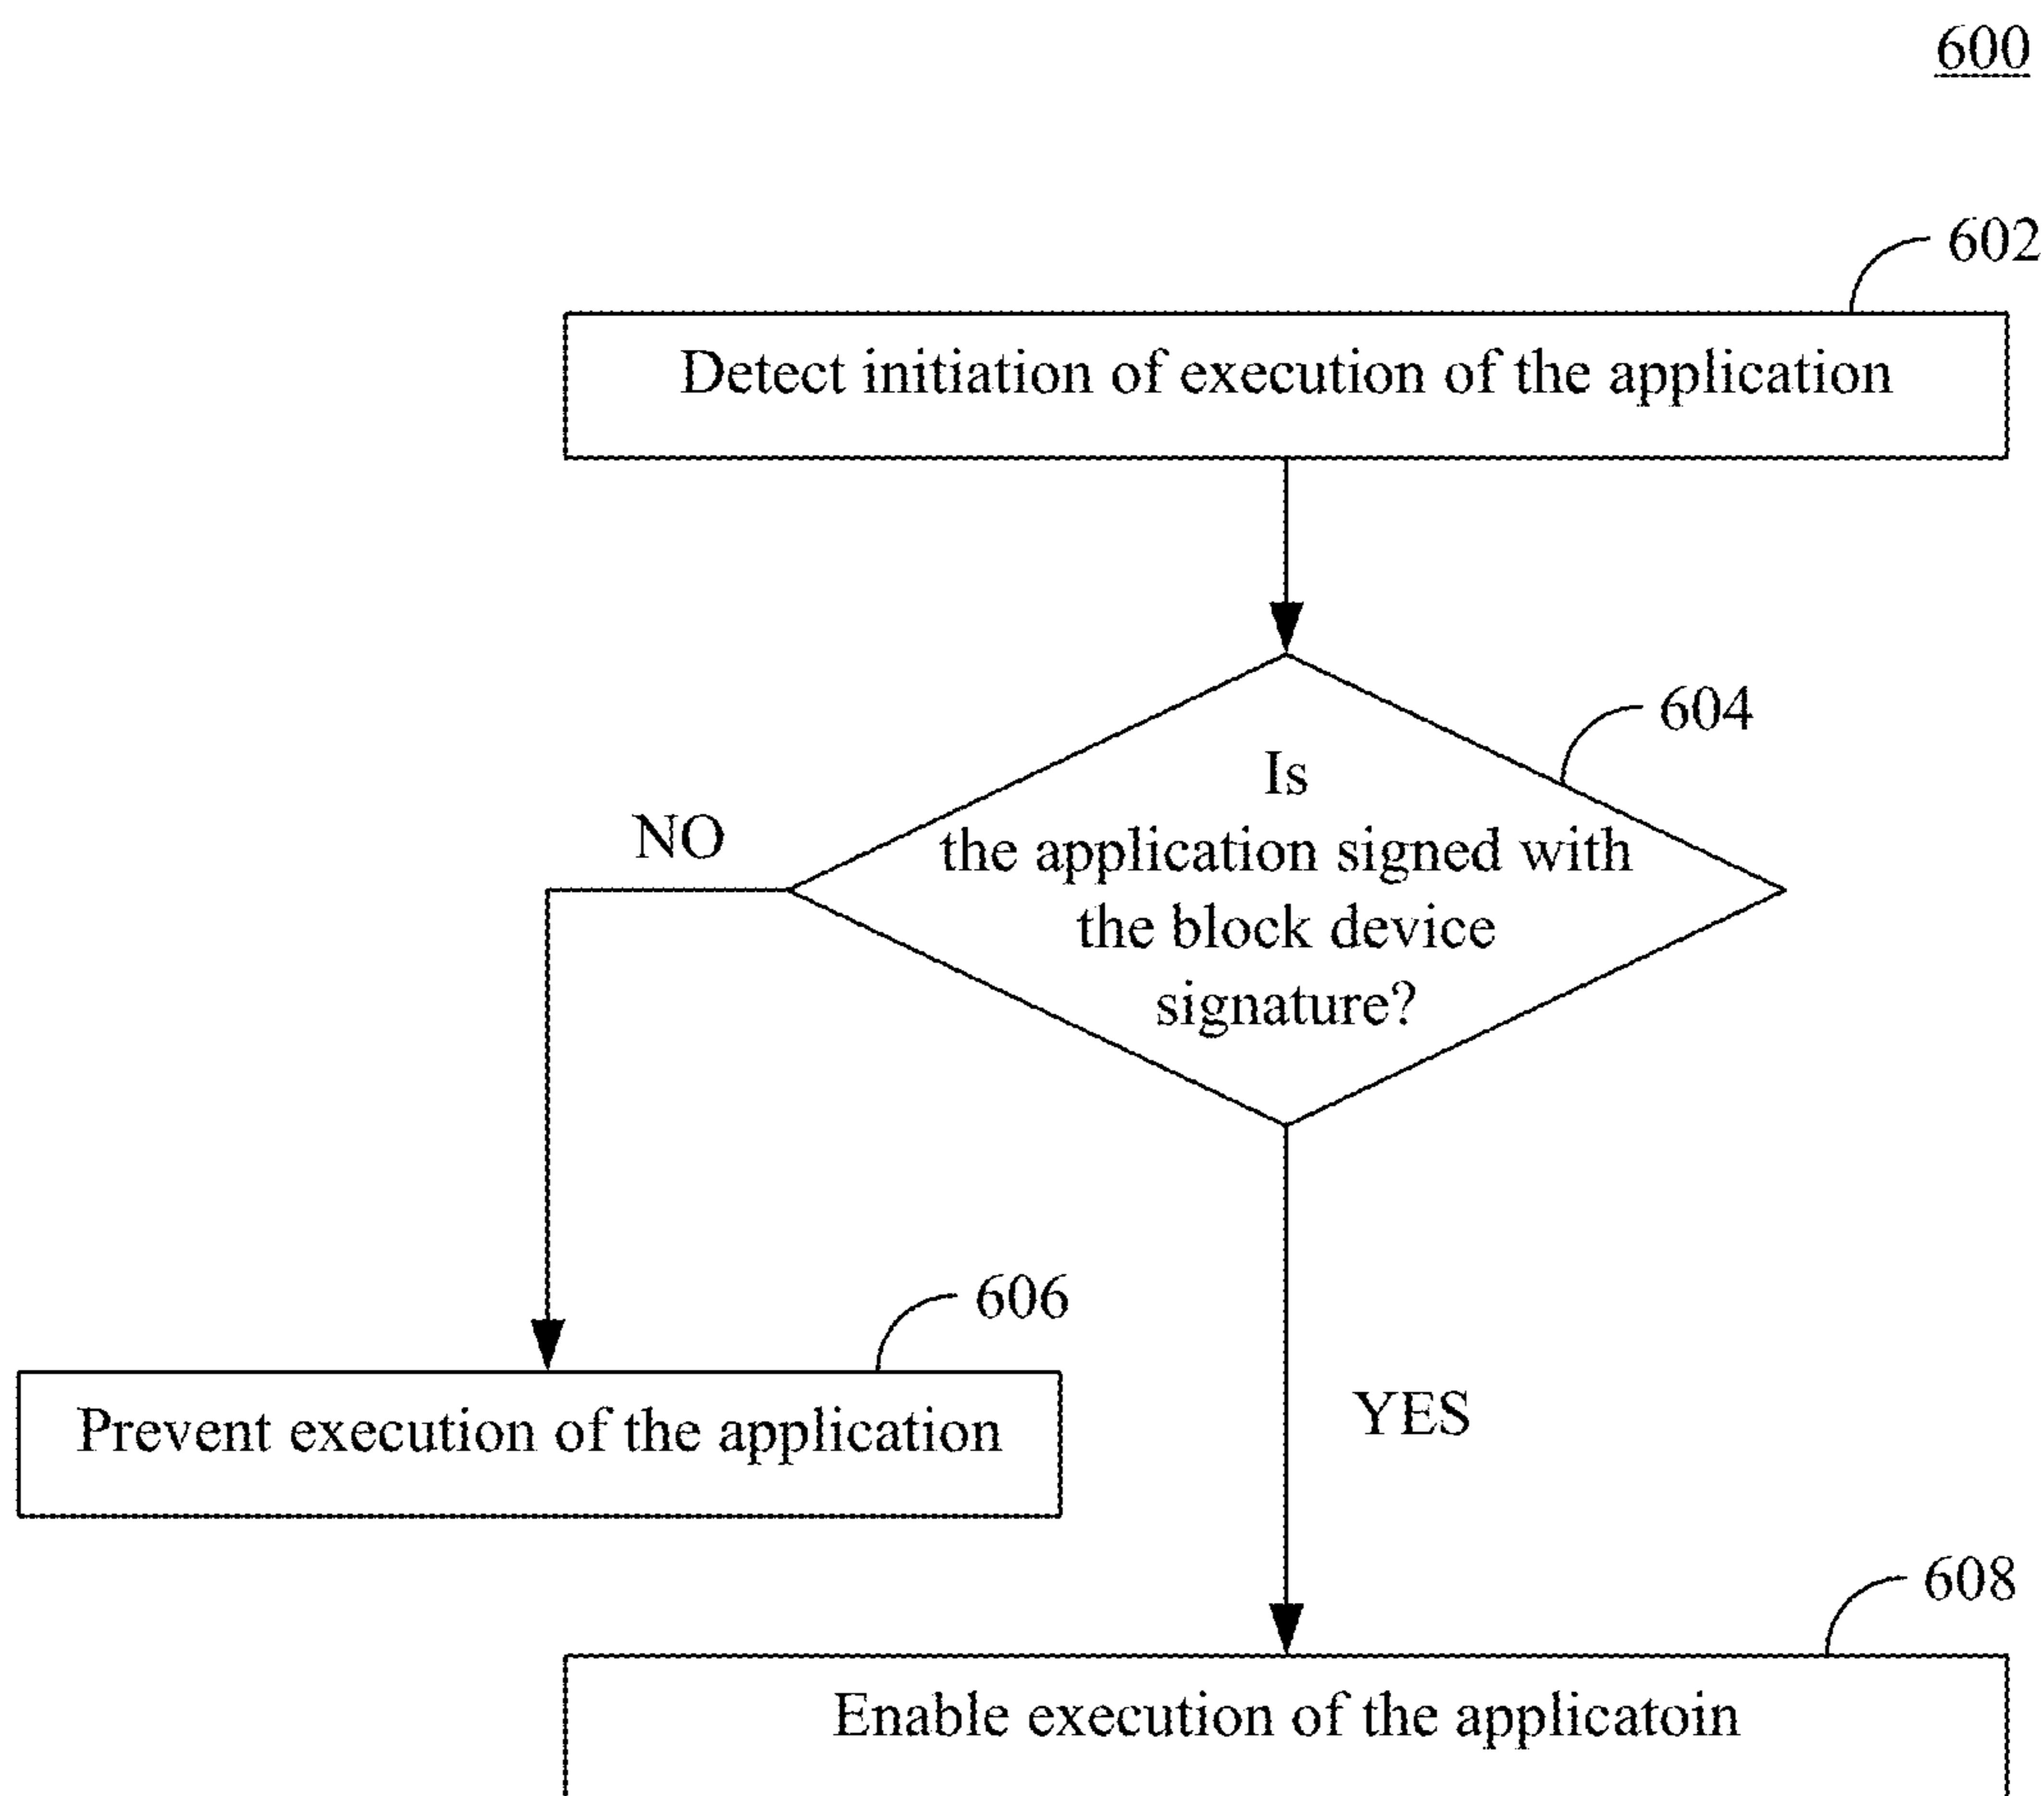 600
602
Detect initiation of execution of the application
604
Is
the application signed with
the block device
signature?
NO
606
Prevent execution of the application
YES
608
Enable execution of the applicatoin